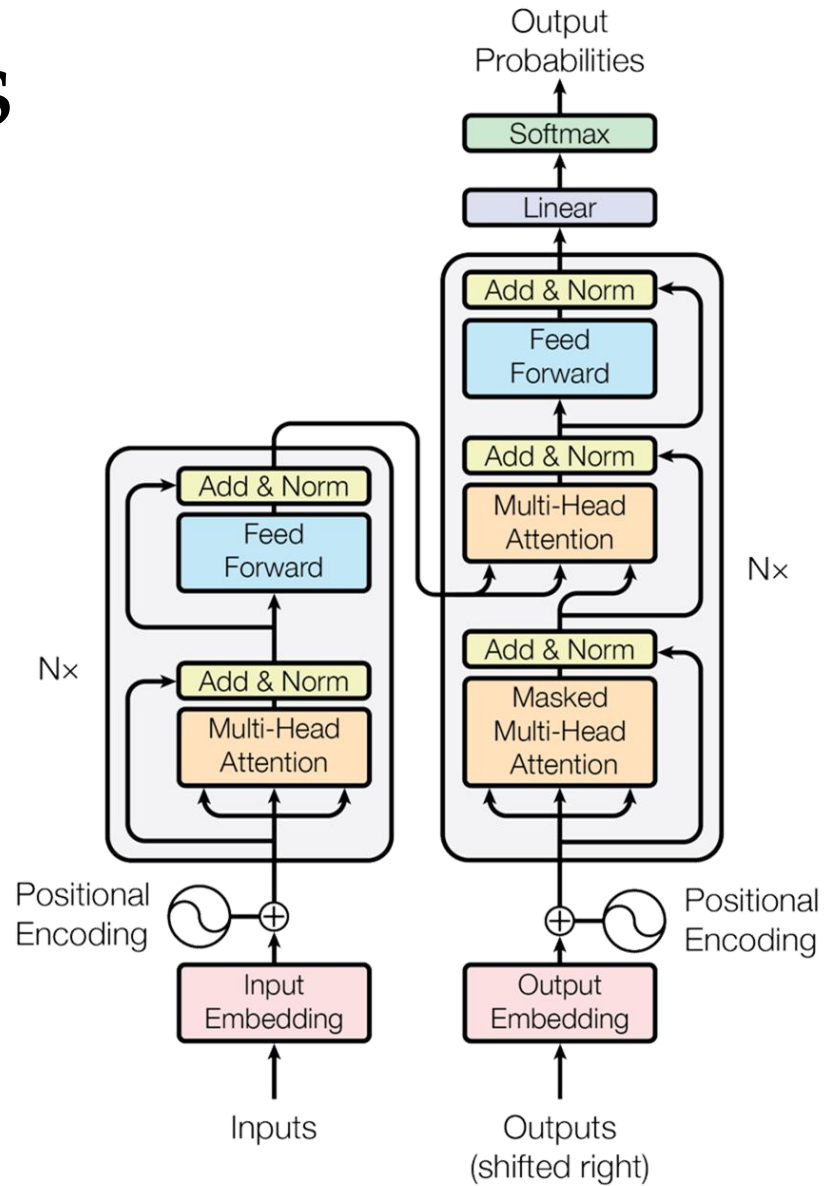 s
Output
Probabilities
Softmax
Linear
Add & Norm
Feed
Forward
Add & Norm
Multi-Head
Attention
Add & Norm
Masked
Multi-Head
Attention
Nx
Add & Norm
Feed
Forward
Add & Norm
Multi-Head
Attention
Nx
Positional
Encoding
Positional
Encoding
Input
Embedding
Output
Embedding
Inputs
Outputs
(shifted right)